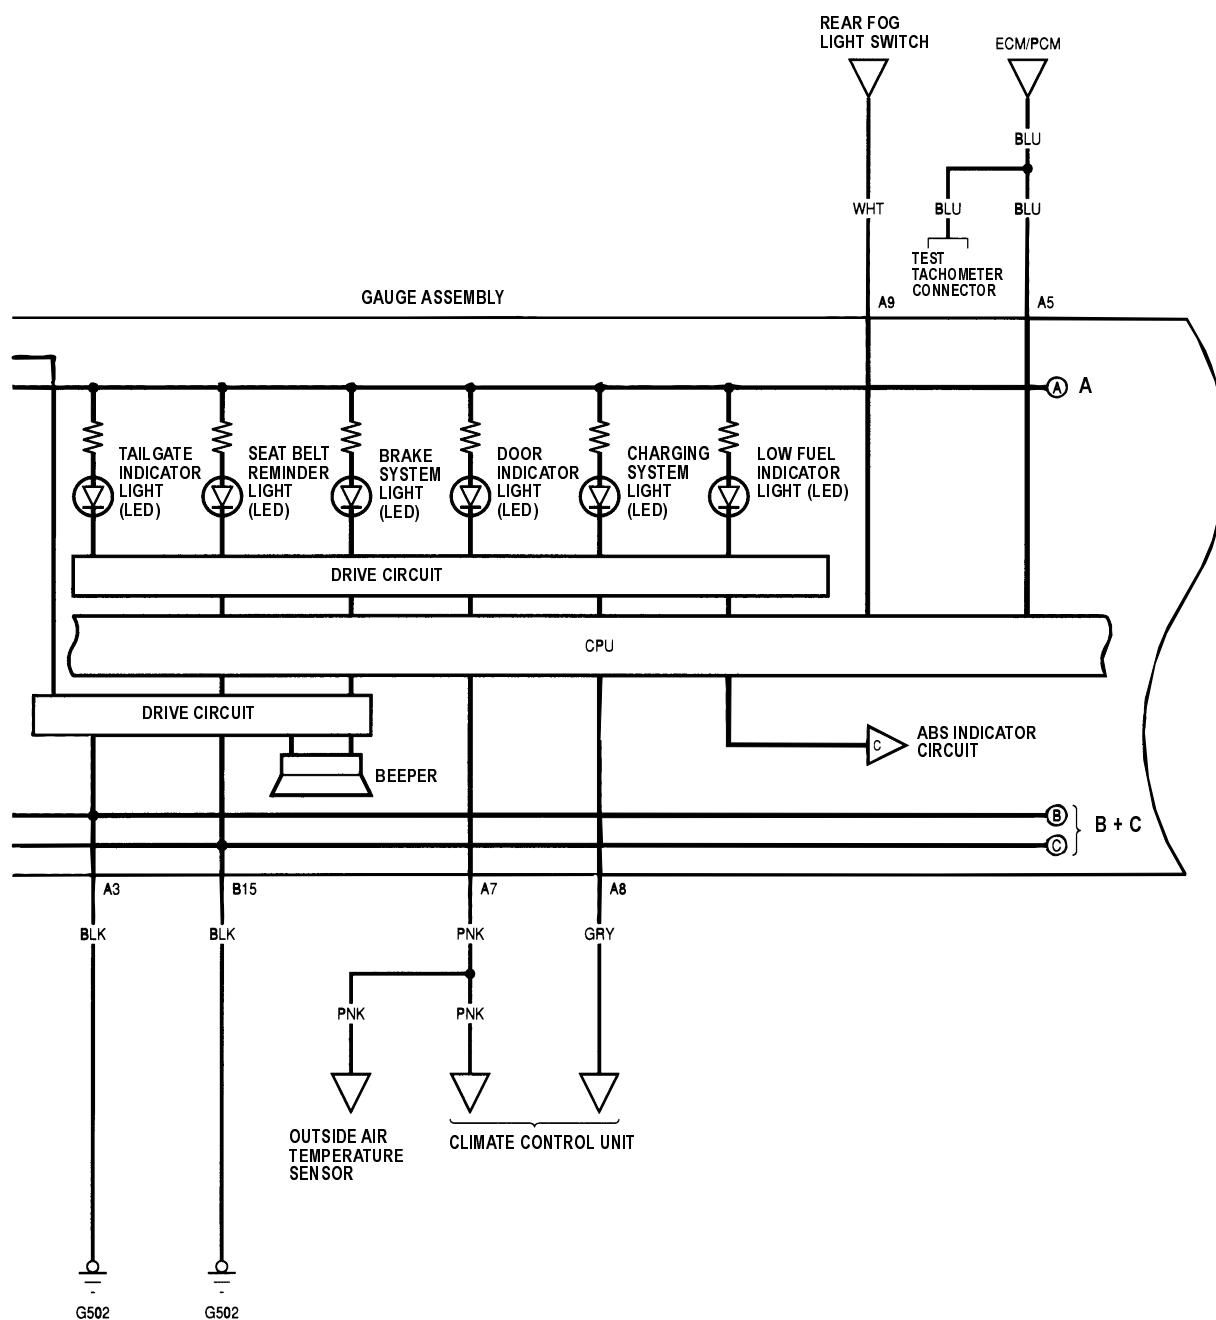 REAR FOG
LIGHT SWITCH
ECM/PCM
BLU
WHT
BLU
BLU
TEST
TACHOMETER
CONNECTOR
GAUGE ASSEMBLY
A9
A5
A
A
TAILGATE
INDICATOR
LIGHT
(LED)
SEAT BELT
REMINDER
LIGHT
(LED)
BRAKE
SYSTEM
LIGHT
(LED)
DOOR
INDICATOR
LIGHT
(LED)
CHARGING
SYSTEM
LIGHT
(LED)
LOW FUEL
INDICATOR
LIGHT (LED)
DRIVE CIRCUIT
CPU
DRIVE CIRCUIT
C
ABS INDICATOR
CIRCUIT
BEEPER
B
C
B + C
A3
B15
A7
A8
BLK
BLK
PNK
GRY
PNK
PNK
OUTSIDE AIR
TEMPERATURE
SENSOR
CLIMATE CONTROL UNIT
G502
G502